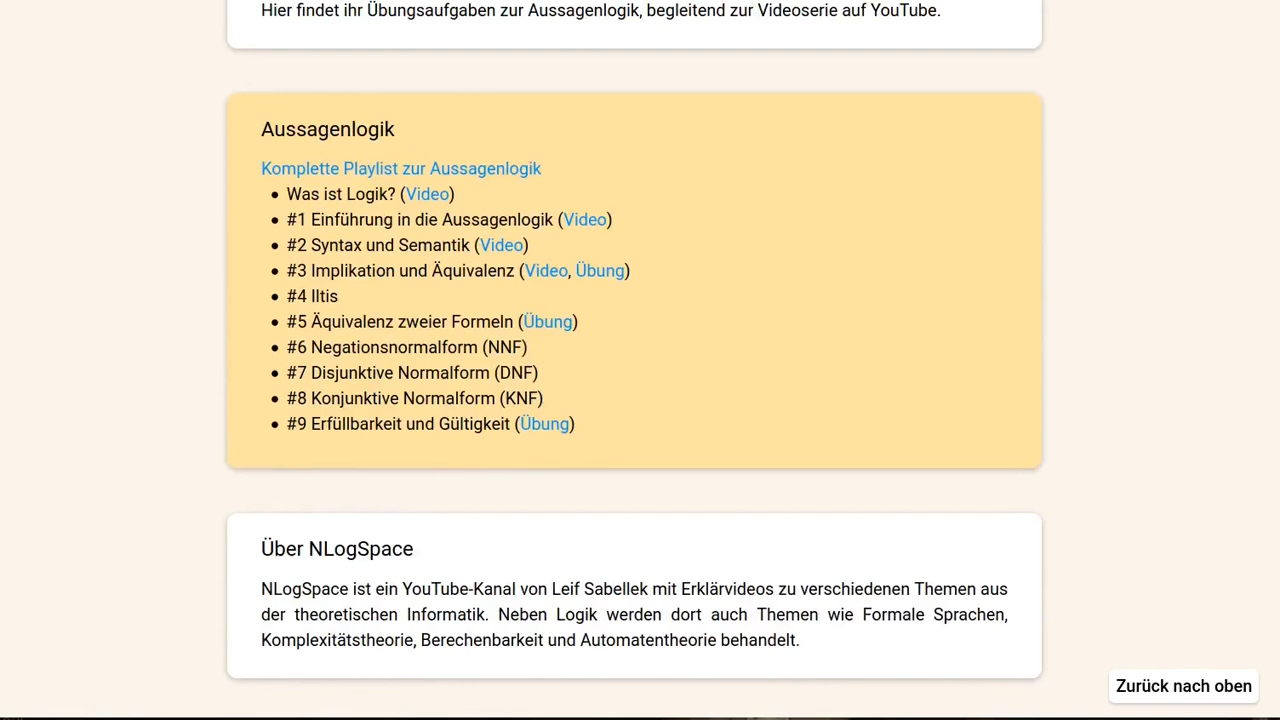 Hier findet ihr Übungsaufgaben zur Aussagenlogik, begleitend zur Videoserie auf YouTube.
Aussagenlogik
Komplette Playlist zur Aussagenlogik
• Was ist Logik? (Video)
• #1 Einführung in die Aussagenlogik (Video)
• #2 Syntax und Semantik (Video)
• #3 Implikation und Äquivalenz (Video, Übung)
• #4 Iltis
• #5 Äquivalenz zweier Formeln (Übung)
• #6 Negationsnormalform (NNF)
• #7 Disjunktive Normalform (DNF)
• #8 Konjunktive Normalform (KNF)
• #9 Erfüllbarkeit und Gültigkeit (Übung)
Über NLogSpace
NLogSpace ist ein YouTube-Kanal von Leif Sabellek mit Erklärvideos zu verschiedenen Themen aus
der theoretischen Informatik. Neben Logik werden dort auch Themen wie Formale Sprachen,
Komplexitätstheorie, Berechenbarkeit und Automatentheorie behandelt.
Zurück nach oben